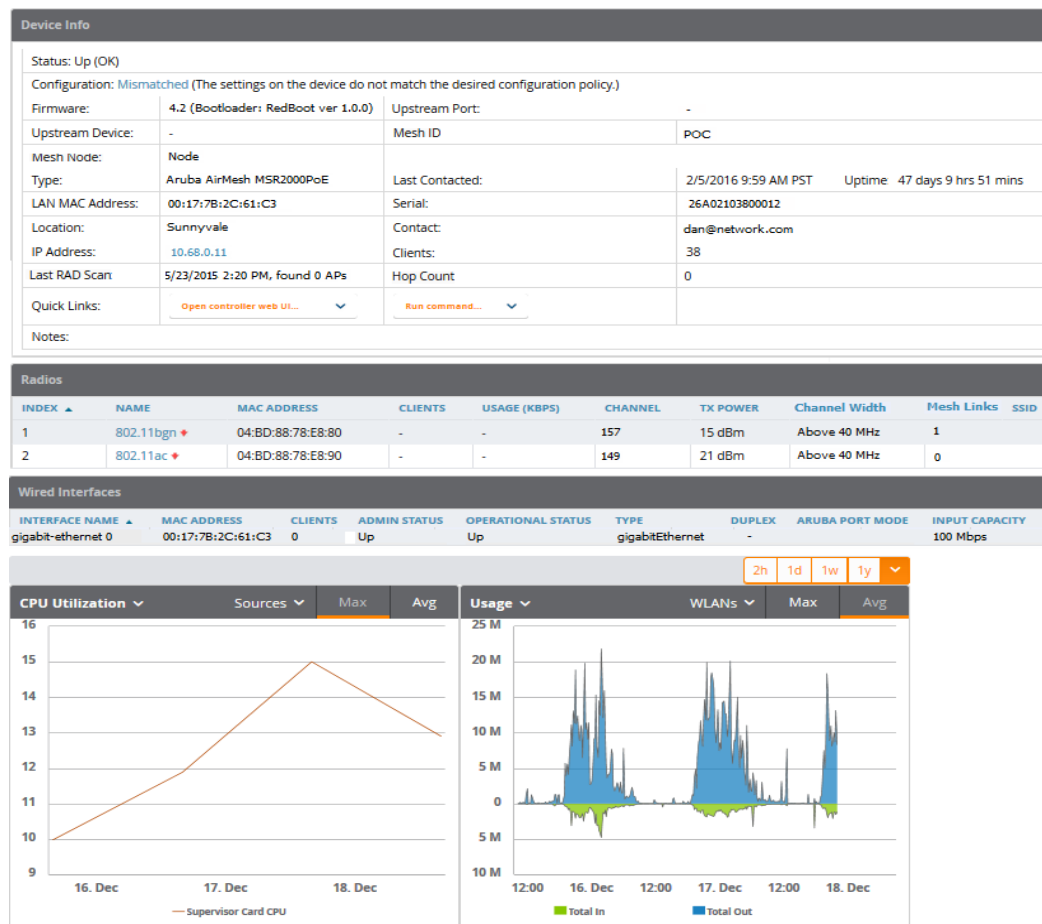 Device Info
Status: Up (OK)
Configuration: Mismatched (The settings on the device do not match the desired configuration policy.)
Firmware: 4.2 (Bootloader: RedBoot ver 1.0.0) Upstream Port: -
Upstream Device: - Mesh ID POC
Mesh Node: Node
Type: Aruba AirMesh MSR2000PoE Last Contacted: 2/5/2016 9:59 AM PST Uptime 47 days 9 hrs 51 mins
LAN MAC Address: 00:17:7B:2C:61:C3 Serial: 26A02103800012
Location: Sunnyvale Contact: dan@network.com
IP Address: 10.68.0.11 Clients: 38
Last RAD Scan: 5/23/2015 2:20 PM, found 0 APs Hop Count 0
Quick Links: Open controller web UI... Run command...
Notes:
Radios
INDEX NAME MAC ADDRESS CLIENTS USAGE (KBPS) CHANNEL TX POWER Channel Width Mesh Links SSID
1 802.11bgn 04:BD:88:78:E8:80 - - 157 15 dBm Above 40 MHz 1
2 802.11ac 04:BD:88:78:E8:90 - - 149 21 dBm Above 40 MHz 0
Wired Interfaces
INTERFACE NAME MAC ADDRESS CLIENTS ADMIN STATUS OPERATIONAL STATUS TYPE DUPLEX ARUBA PORT MODE INPUT CAPACITY
gigabit-ethernet 0 00:17:7B:2C:61:C3 0 Up Up gigabitEthernet - 100 Mbps
2h 1d 1w 1y
CPU Utilization Sources Max Avg
16
15
14
13
12
11
10
9
16. Dec 17. Dec 18. Dec
Supervisor Card CPU
Usage WLANs Max Avg
25 M
20 M
15 M
10 M
5 M
0
5 M
10 M
12:00 16. Dec 12:00 17. Dec 12:00 18. Dec
Total In Total Out